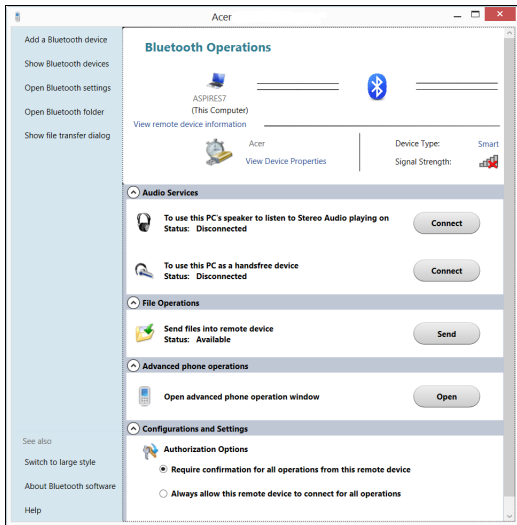 Acer
Add a Bluetooth device
Show Bluetooth devices
Open Bluetooth settings
Open Bluetooth folder
Show file transfer dialog
Bluetooth Operations
ASPIRES7
(This Computer)
View remote device information
Acer
View Device Properties
Device Type: Smart
Signal Strength:
Audio Services
To use this PC's speaker to listen to Stereo Audio playing on
Status: Disconnected
Connect
To use this PC as a handsfree device
Status: Disconnected
Connect
File Operations
Send files into remote device
Status: Available
Send
Advanced phone operations
Open advanced phone operation window
Open
Configurations and Settings
Authorization Options
Require confirmation for all operations from this remote device
Always allow this remote device to connect for all operations
See also
Switch to large style
About Bluetooth software
Help